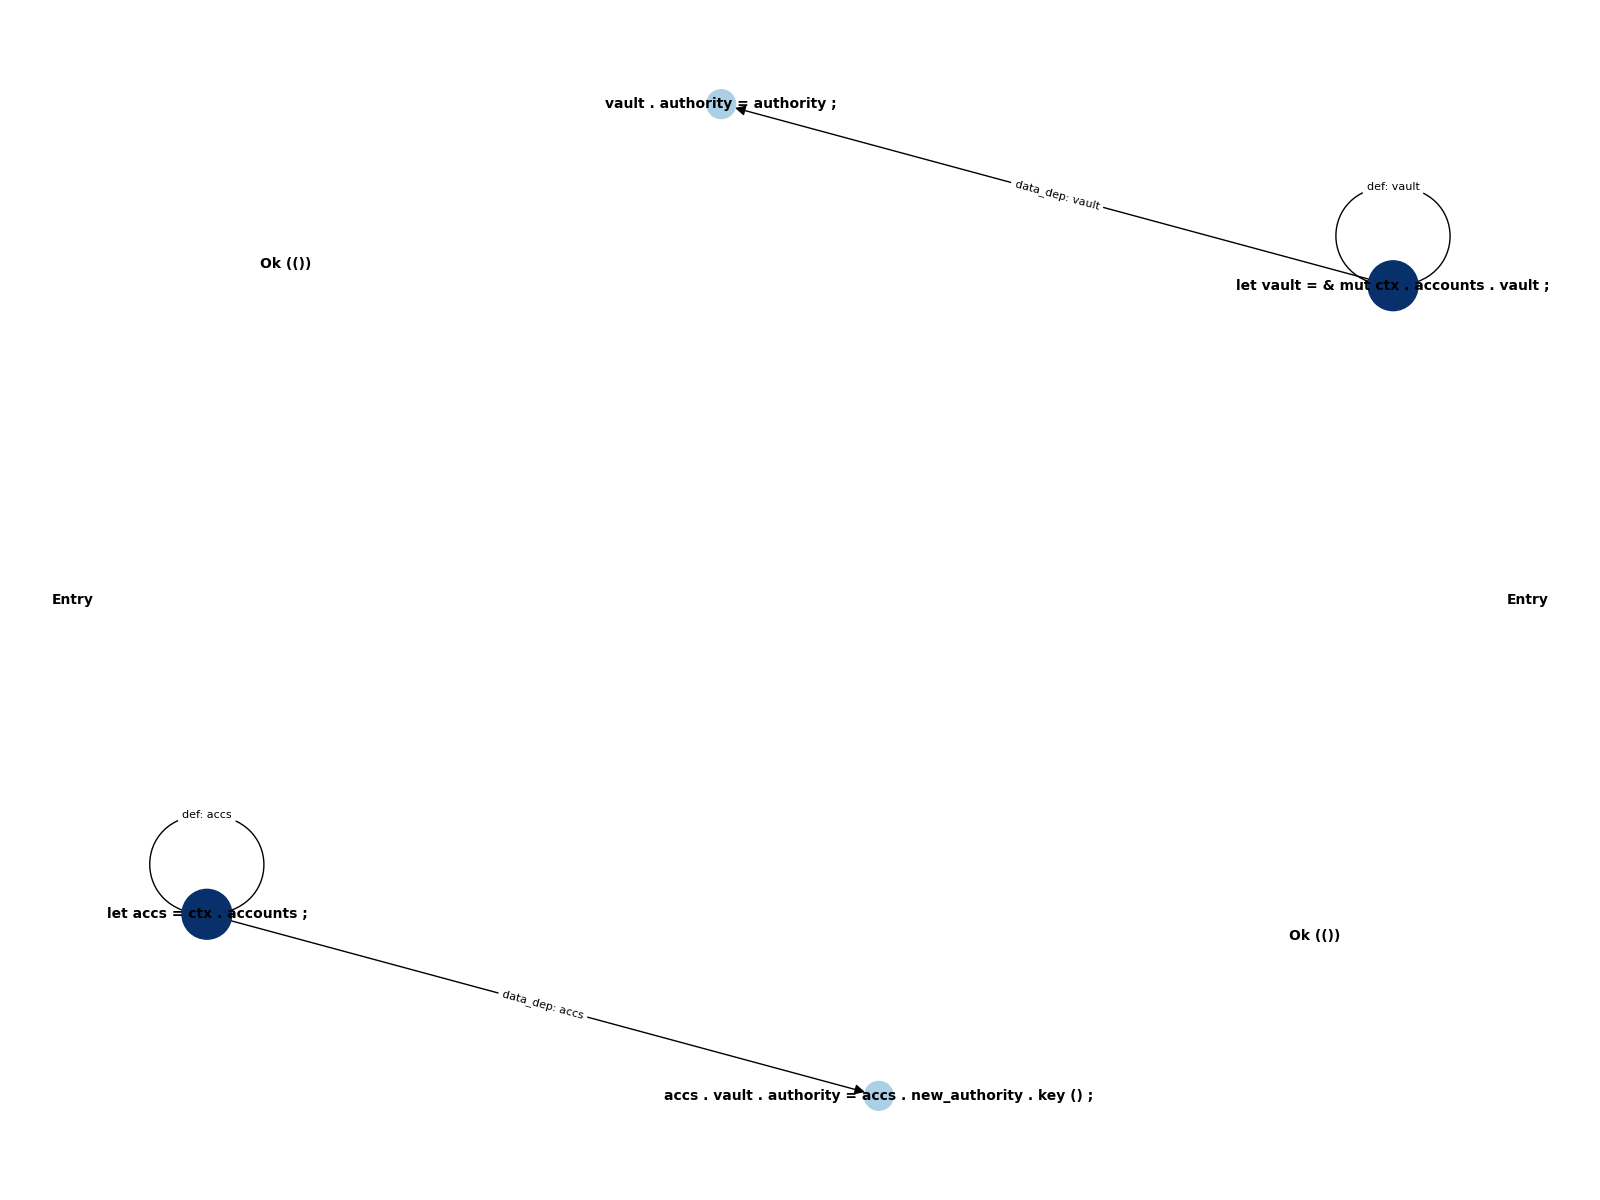 vault . authority = authority ;
data_dep: vault
def: vault
Ok (())
let vault = & mut ctx . accounts . vault ;
Entry
Entry
def: accs
let accs = ctx . accounts ;
Ok (())
data_dep: accs
accs . vault . authority = accs . new_authority . key () ;